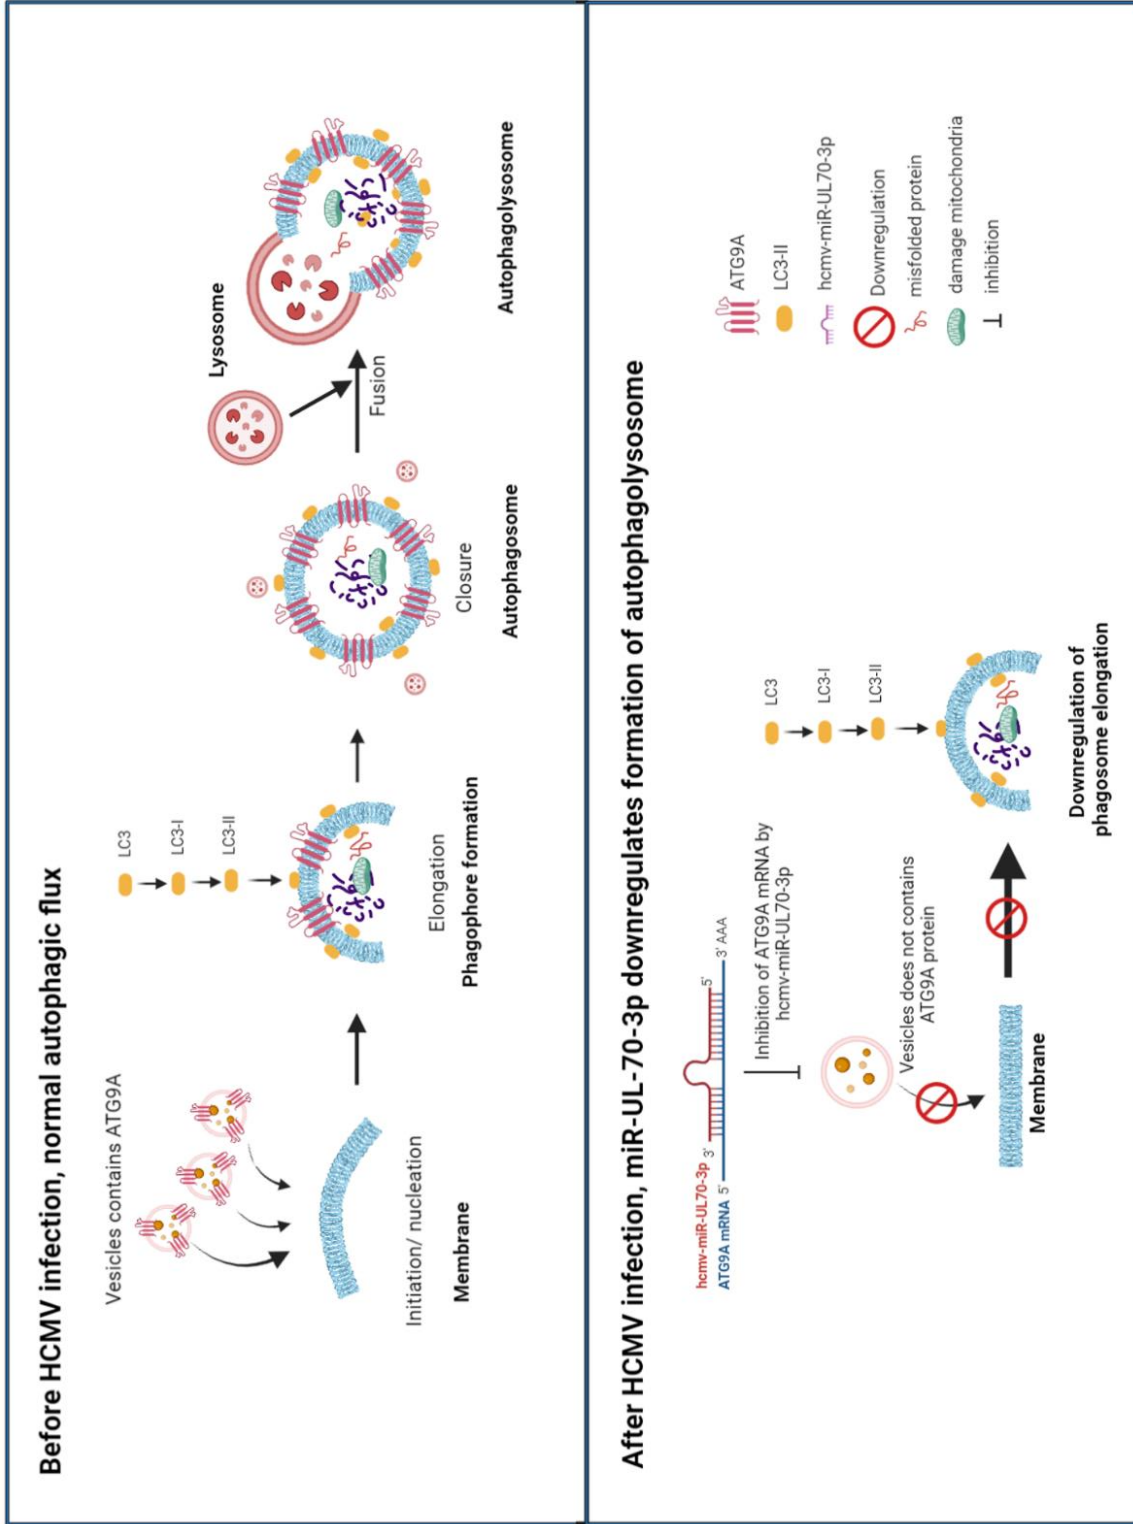 Before HCMV infection, normal autophagic flux
Vesicles contains ATG9A
Initiation/ nucleation
Membrane
LC3
LC3-I
LC3-II
Elongation
Phagophore formation
Closure
Autophagosome
Lysosome
Fusion
Autophagolysosome
After HCMV infection, miR-UL-70-3p downregulates formation of autophagolysosome
hcmv-miR-UL70-3p 3' 5'
ATG9A mRNA 5' 3' AAA
Inhibition of ATG9A mRNA by
hcmv-miR-UL70-3p
Vesicles does not contains
ATG9A protein
Membrane
LC3
LC3-I
LC3-II
Downregulation of
phagosome elongation
ATG9A
LC3-II
hcmv-miR-UL70-3p
Downregulation
misfolded protein
damage mitochondria
inhibition